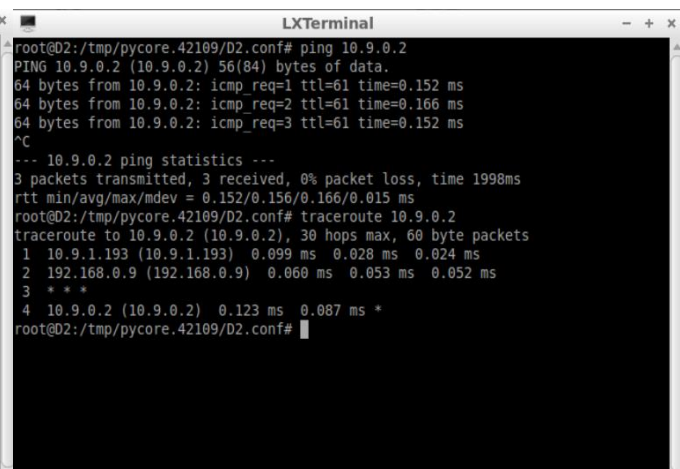 LXTerminal
root@D2:/tmp/pycore.42109/D2.conf# ping 10.9.0.2
PING 10.9.0.2 (10.9.0.2) 56(84) bytes of data.
64 bytes from 10.9.0.2: icmp_req=1 ttl=61 time=0.152 ms
64 bytes from 10.9.0.2: icmp_req=2 ttl=61 time=0.166 ms
64 bytes from 10.9.0.2: icmp_req=3 ttl=61 time=0.152 ms
^C
--- 10.9.0.2 ping statistics ---
3 packets transmitted, 3 received, 0% packet loss, time 1998ms
rtt min/avg/max/mdev = 0.152/0.156/0.166/0.015 ms
root@D2:/tmp/pycore.42109/D2.conf# traceroute 10.9.0.2
traceroute to 10.9.0.2 (10.9.0.2), 30 hops max, 60 byte packets
1  10.9.1.193 (10.9.1.193)  0.099 ms  0.028 ms  0.024 ms
2  192.168.0.9 (192.168.0.9)  0.060 ms  0.053 ms  0.052 ms
3  * * *
4  10.9.0.2 (10.9.0.2)  0.123 ms  0.087 ms *
root@D2:/tmp/pycore.42109/D2.conf#